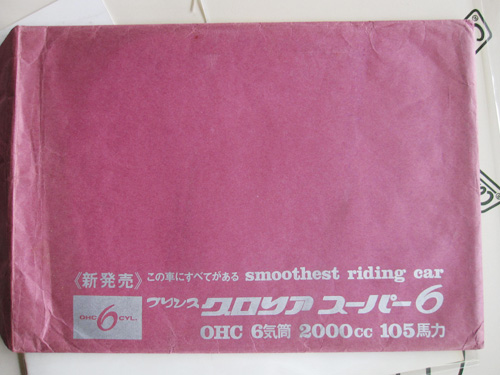 《新発売》 この車にすべてがある smoothest riding car
OHC 6 CYL. プリンス グロリア スーパー6
OHC 6気筒 2000cc 105馬力